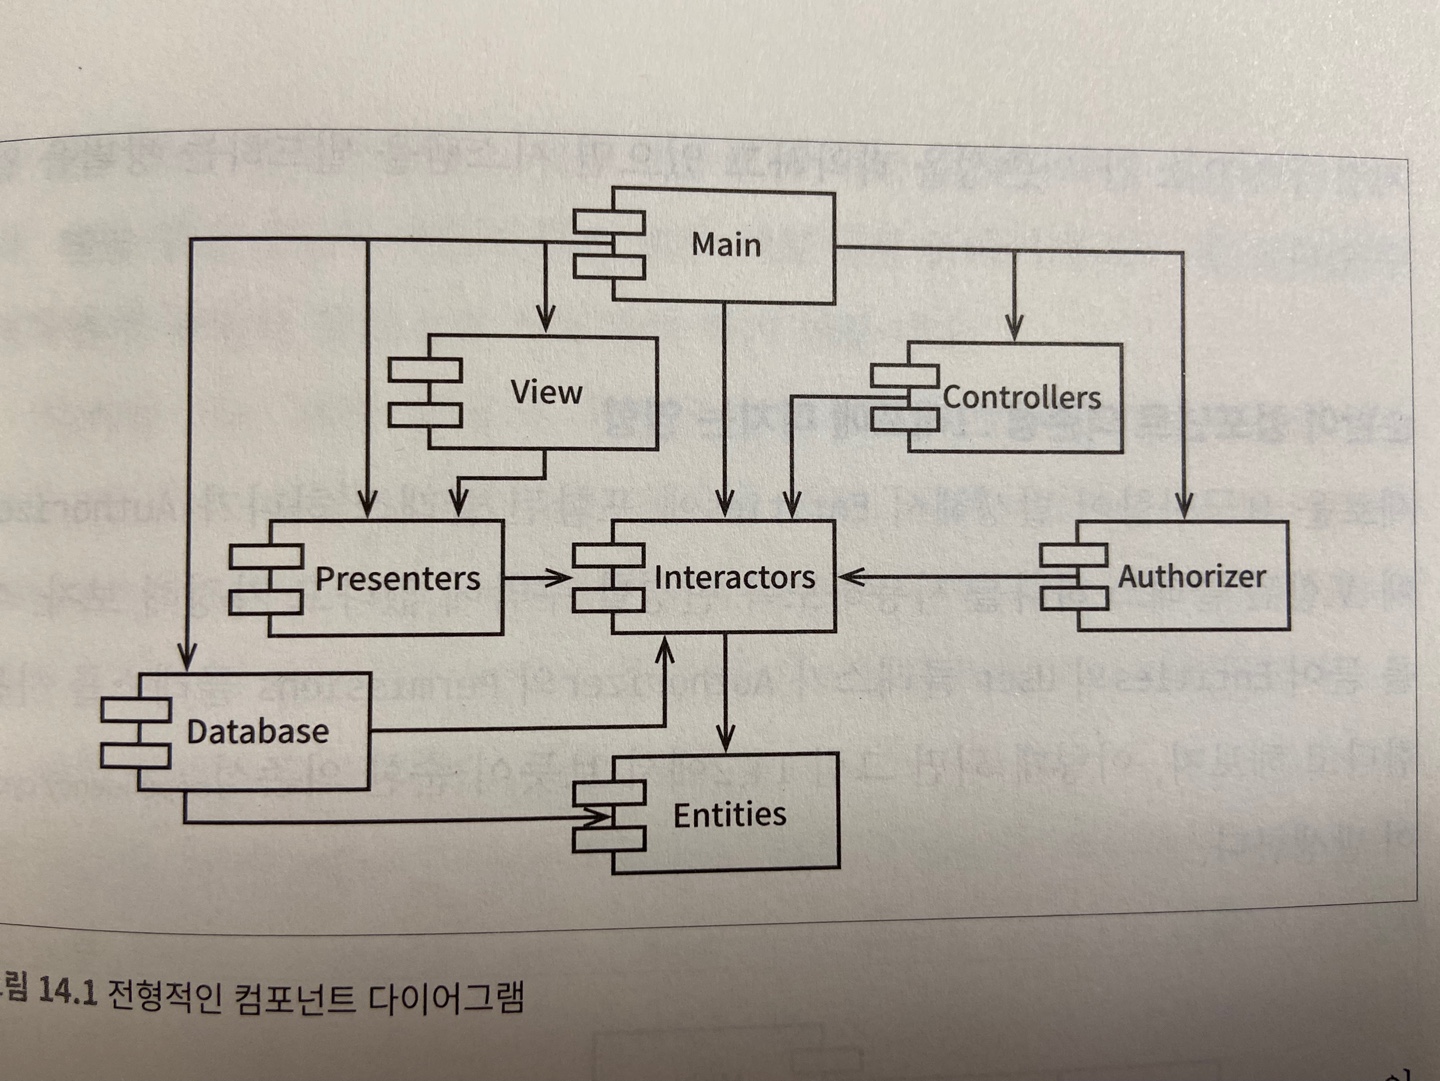 Main
View
Controllers
Presenters
Interactors
Authorizer
Database
Entities
림 14.1 전형적인 컴포넌트 다이어그램